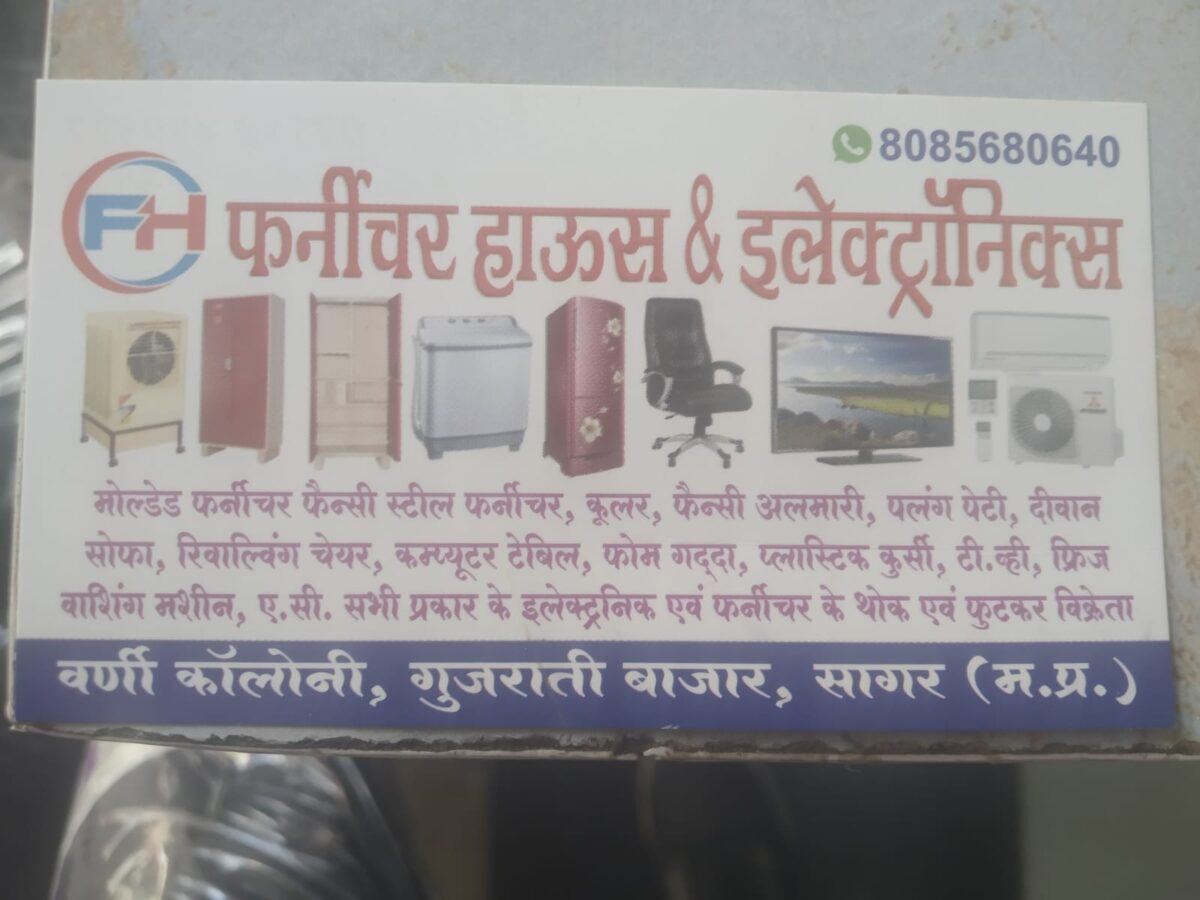 8085680640
FH
फर्नीचर हाऊस & इलेक्ट्रॉनिक्स
मोल्डेड फर्नीचर फैन्सी स्टील फर्नीचर, कूलर, फैन्सी अलमारी, पलंग पेटी, दीवान
सोफा, रिवाल्विंग चेयर, कम्प्यूटर टेबिल, फोम गद्दा, प्लास्टिक कुर्सी, टी.व्ही, फ्रिज
वाशिंग मशीन, ए.सी. सभी प्रकार के इलेक्ट्रनिक एवं फर्नीचर के थोक एवं फुटकर विक्रेता
वर्णी कॉलोनी, गुजराती बाजार, सागर (म.प्र.)